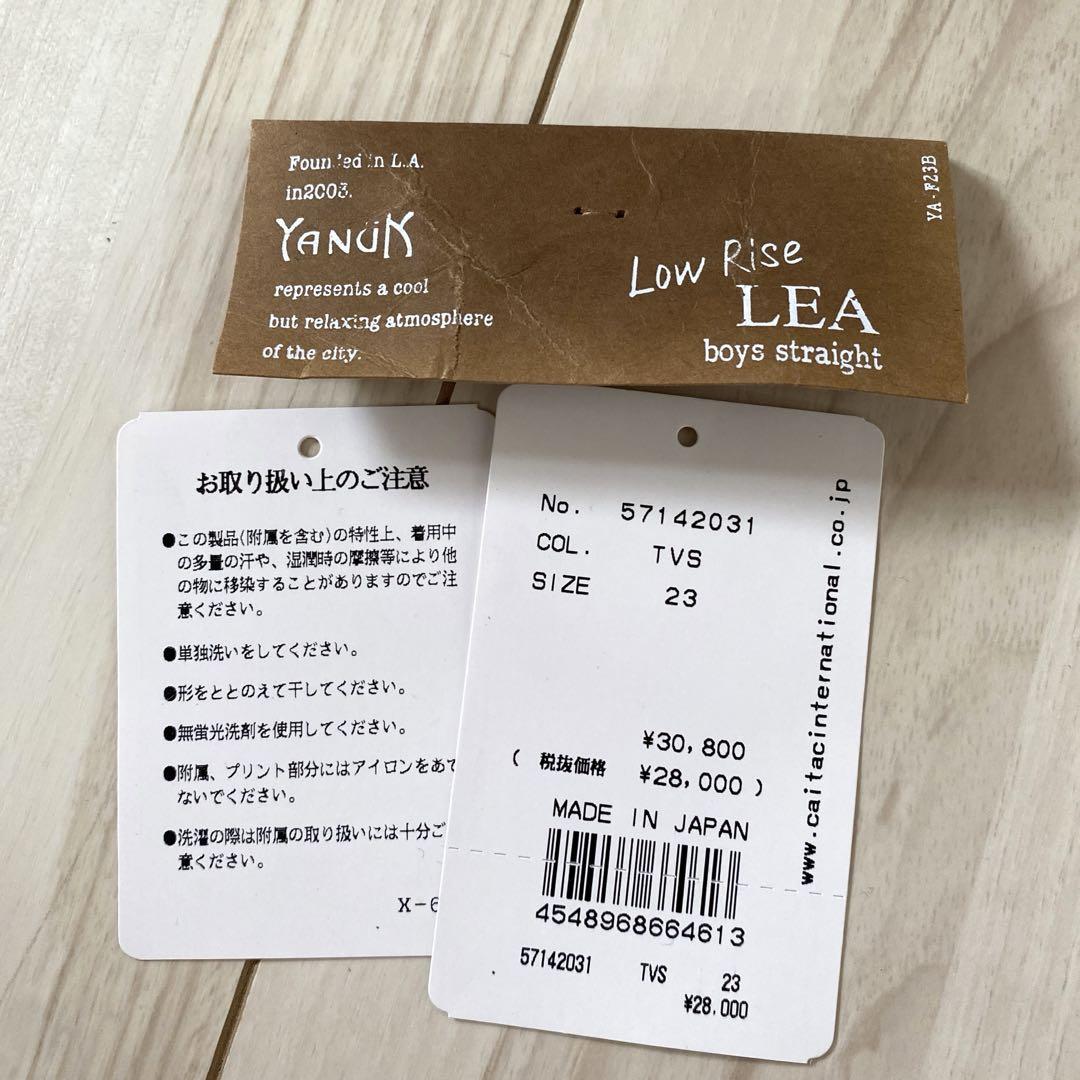 Founded in L.A.
in2003.
YANUK
represents a cool
but relaxing atmosphere
of the city.
Low Rise
LEA
boys straight
YA-F23B
お取り扱い上のご注意
●この製品(附属を含む)の特性上、着用中
の多量の汗や、湿潤時の摩擦等により他
の物に移染することがありますのでご注
意ください。
●単独洗いをしてください。
●形をととのえて干してください。
●無蛍光洗剤を使用してください。
●附属、プリント部分にはアイロンをあて
ないでください。
●洗濯の際は附属の取り扱いには十分ご
意ください。
X-6
No. 57142031
COL. TVS
SIZE 23
¥30,800
( 税抜価格 ¥28,000 )
MADE IN JAPAN
4548968664613
57142031 TVS 23
¥28,000
www.caitacinternational.co.jp